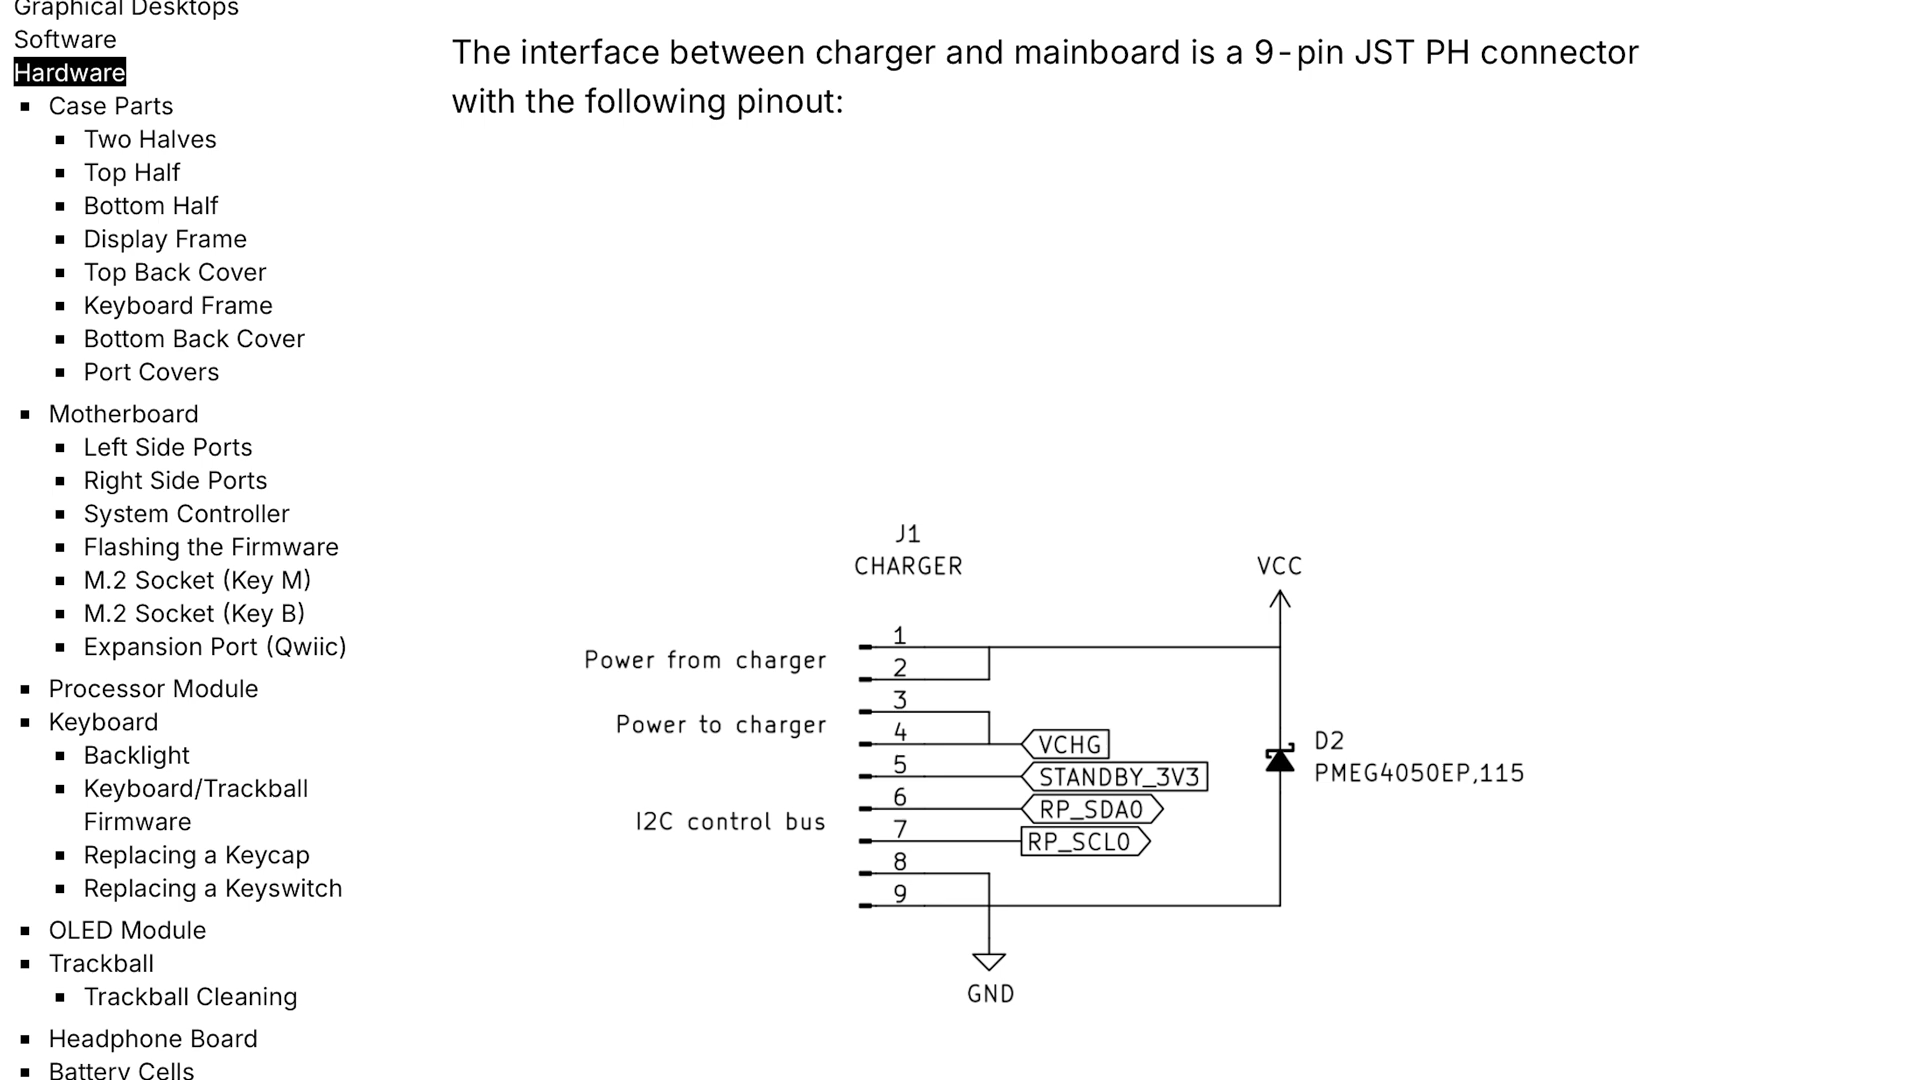 Graphical Desktops
Software
Hardware
Case Parts
Two Halves
Top Half
Bottom Half
Display Frame
Top Back Cover
Keyboard Frame
Bottom Back Cover
Port Covers
Motherboard
Left Side Ports
Right Side Ports
System Controller
Flashing the Firmware
M.2 Socket (Key M)
M.2 Socket (Key B)
Expansion Port (Qwiic)
Processor Module
Keyboard
Backlight
Keyboard/Trackball
Firmware
Replacing a Keycap
Replacing a Keyswitch
OLED Module
Trackball
Trackball Cleaning
Headphone Board
Battery Cells
The interface between charger and mainboard is a 9-pin JST PH connector
with the following pinout:
J1
CHARGER
VCC
1
Power from charger
2
3
Power to charger
4
VCHG
5
STANDBY_3V3
6
RP_SDA0
I2C control bus
7
RP_SCL0
8
9
D2
PMEG4050EP,115
GND